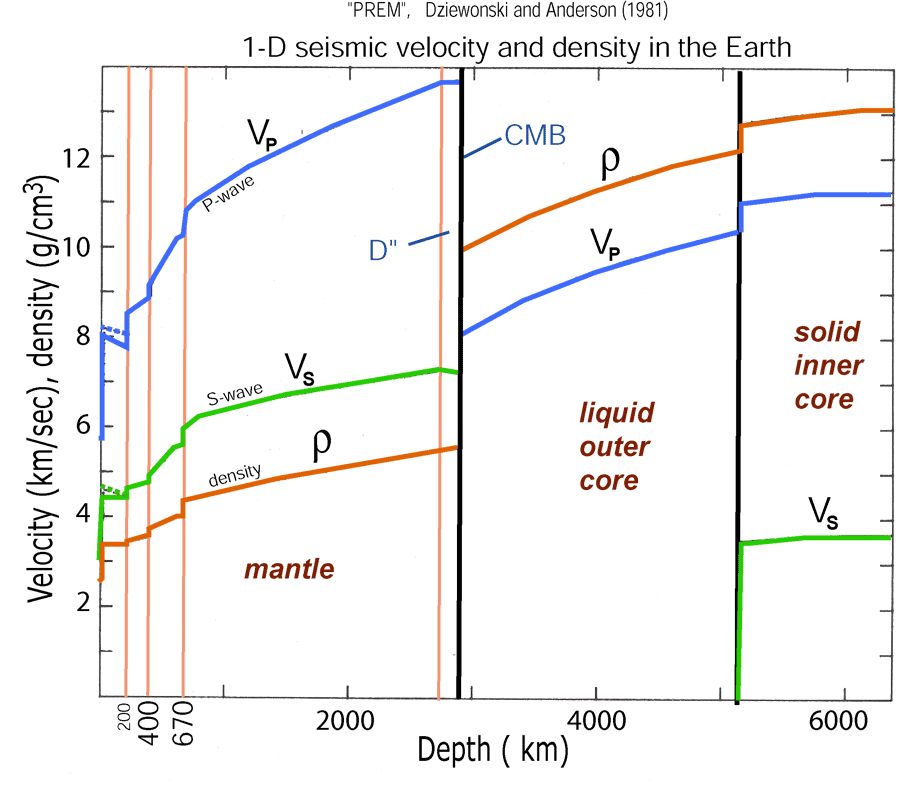 "PREM",   Dziewonski and Anderson (1981)
1-D seismic velocity and density in the Earth
Velocity (km/sec), density (g/cm³)
12
10
8
6
4
2
VP
P-wave
CMB
D"
ρ
VP
VS
S-wave
ρ
density
mantle
liquid
outer
core
solid
inner
core
VS
200
400
670
2000
4000
6000
Depth ( km)